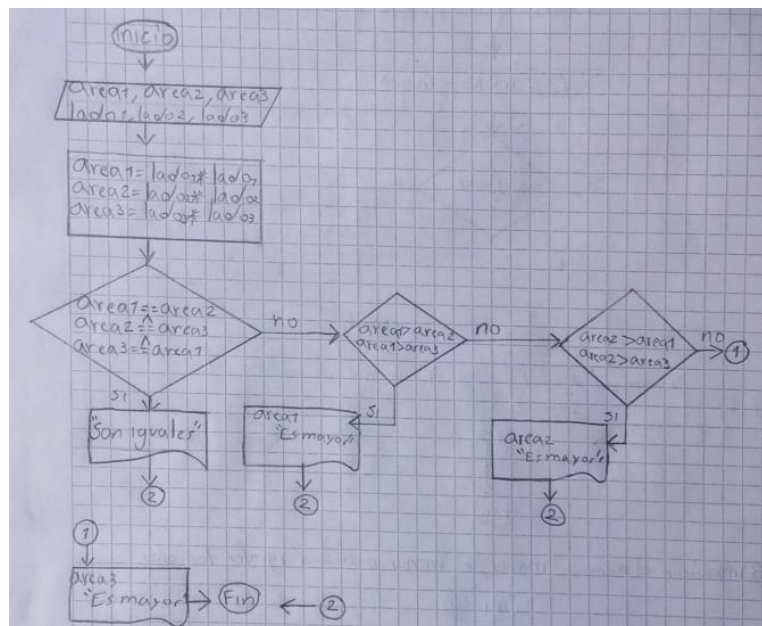 inicio
area1, area2, area3
lado1, lado2, lado3
area1= lado1* lado1
area2= lado2* lado2
area3= lado3* lado3
area1==area2
^
area2==area3
^
area3==area1
no
area1>area2
area1>area3
no
area2>area1
area2>area3
no
1
si
"Son iguales"
2
si
area1
"Es mayor"
2
si
area2
"Es mayor"
2
1
area3
"Es mayor
Fin
2